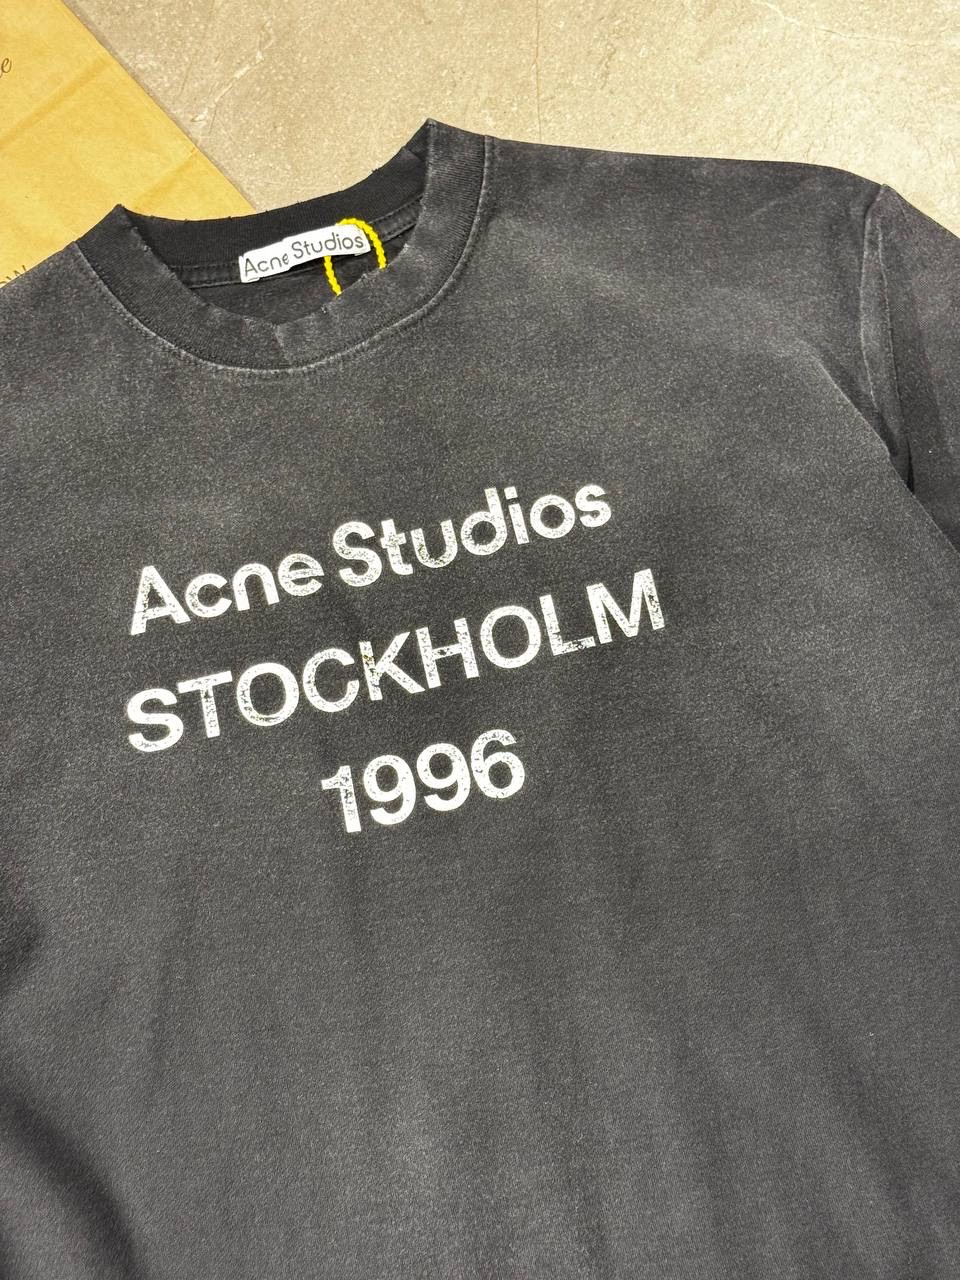 Acne Studios
Acne Studios
STOCKHOLM
1996